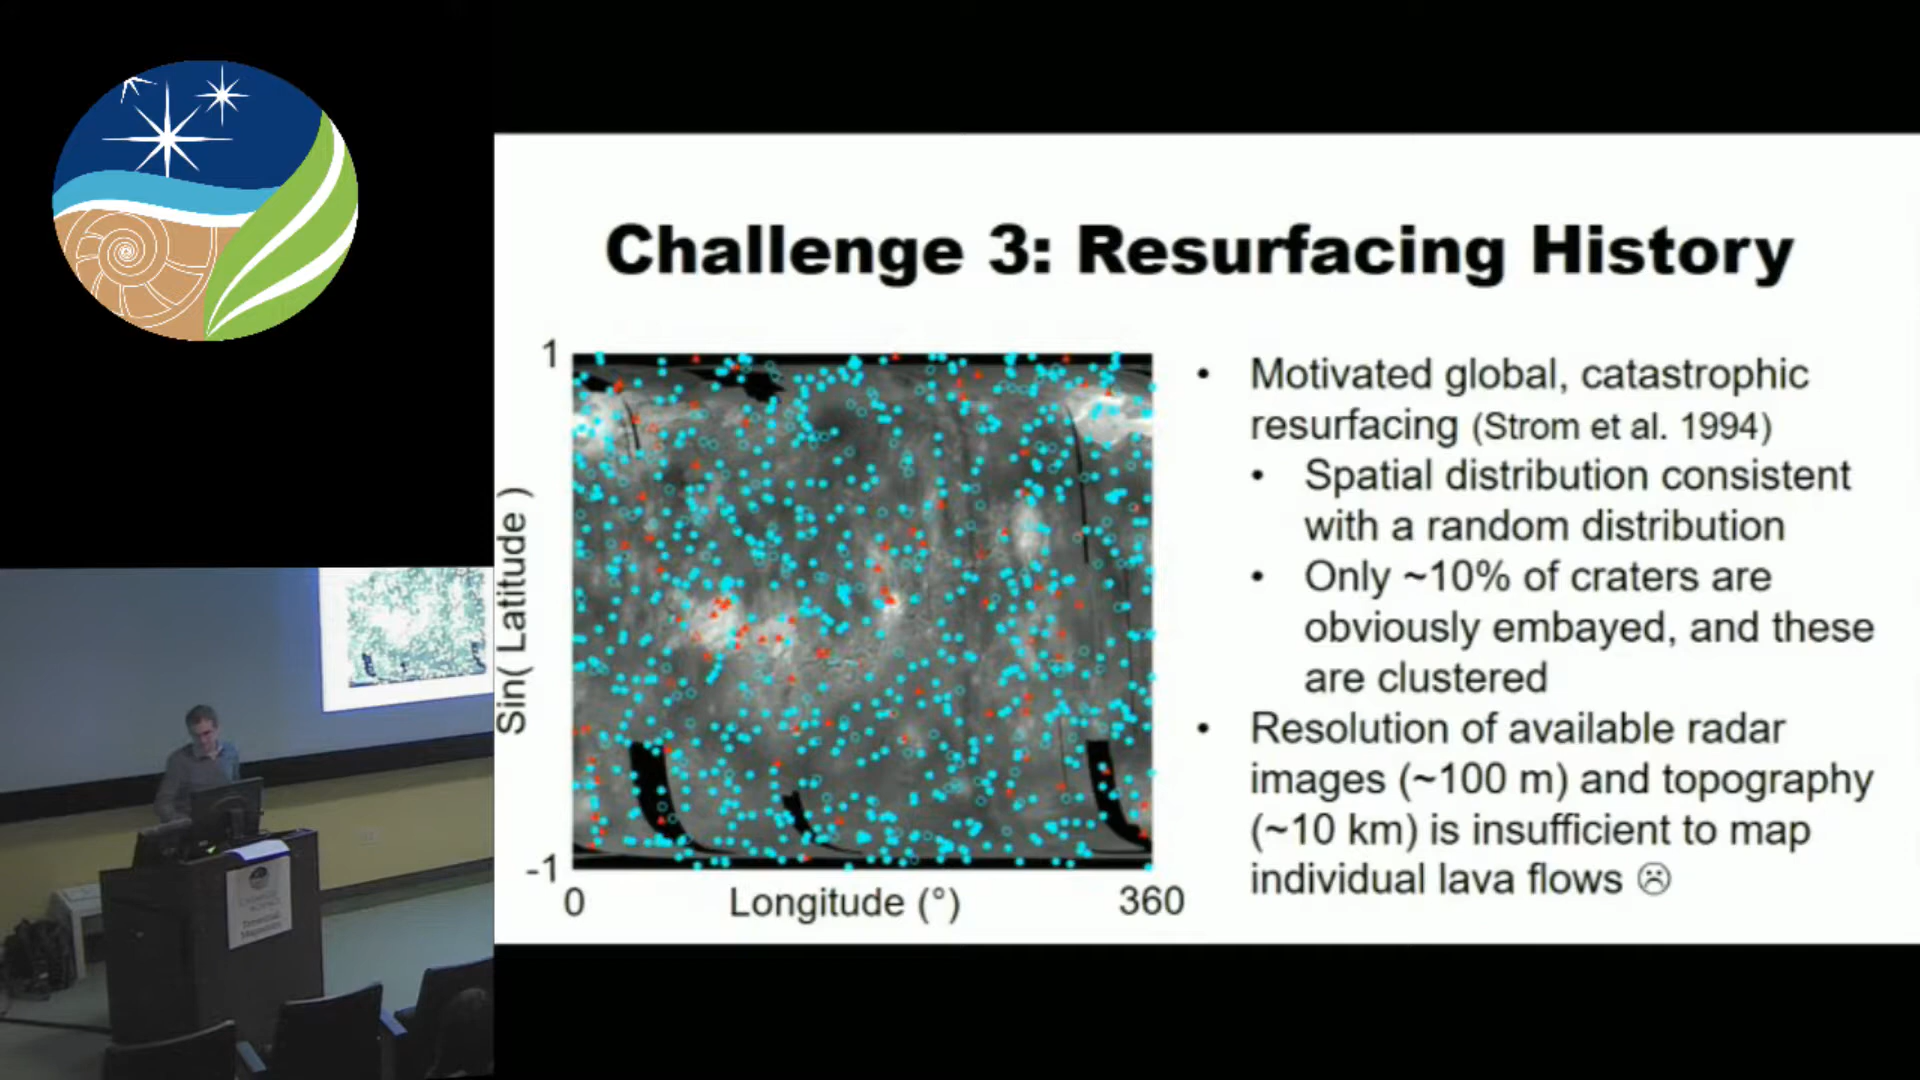 Challenge 3: Resurfacing History
1
Sin( Latitude )
-1
0
Longitude (°)
360
• Motivated global, catastrophic
resurfacing (Strom et al. 1994)
• Spatial distribution consistent
with a random distribution
• Only ~10% of craters are
obviously embayed, and these
are clustered
• Resolution of available radar
images (~100 m) and topography
(~10 km) is insufficient to map
individual lava flows ☹